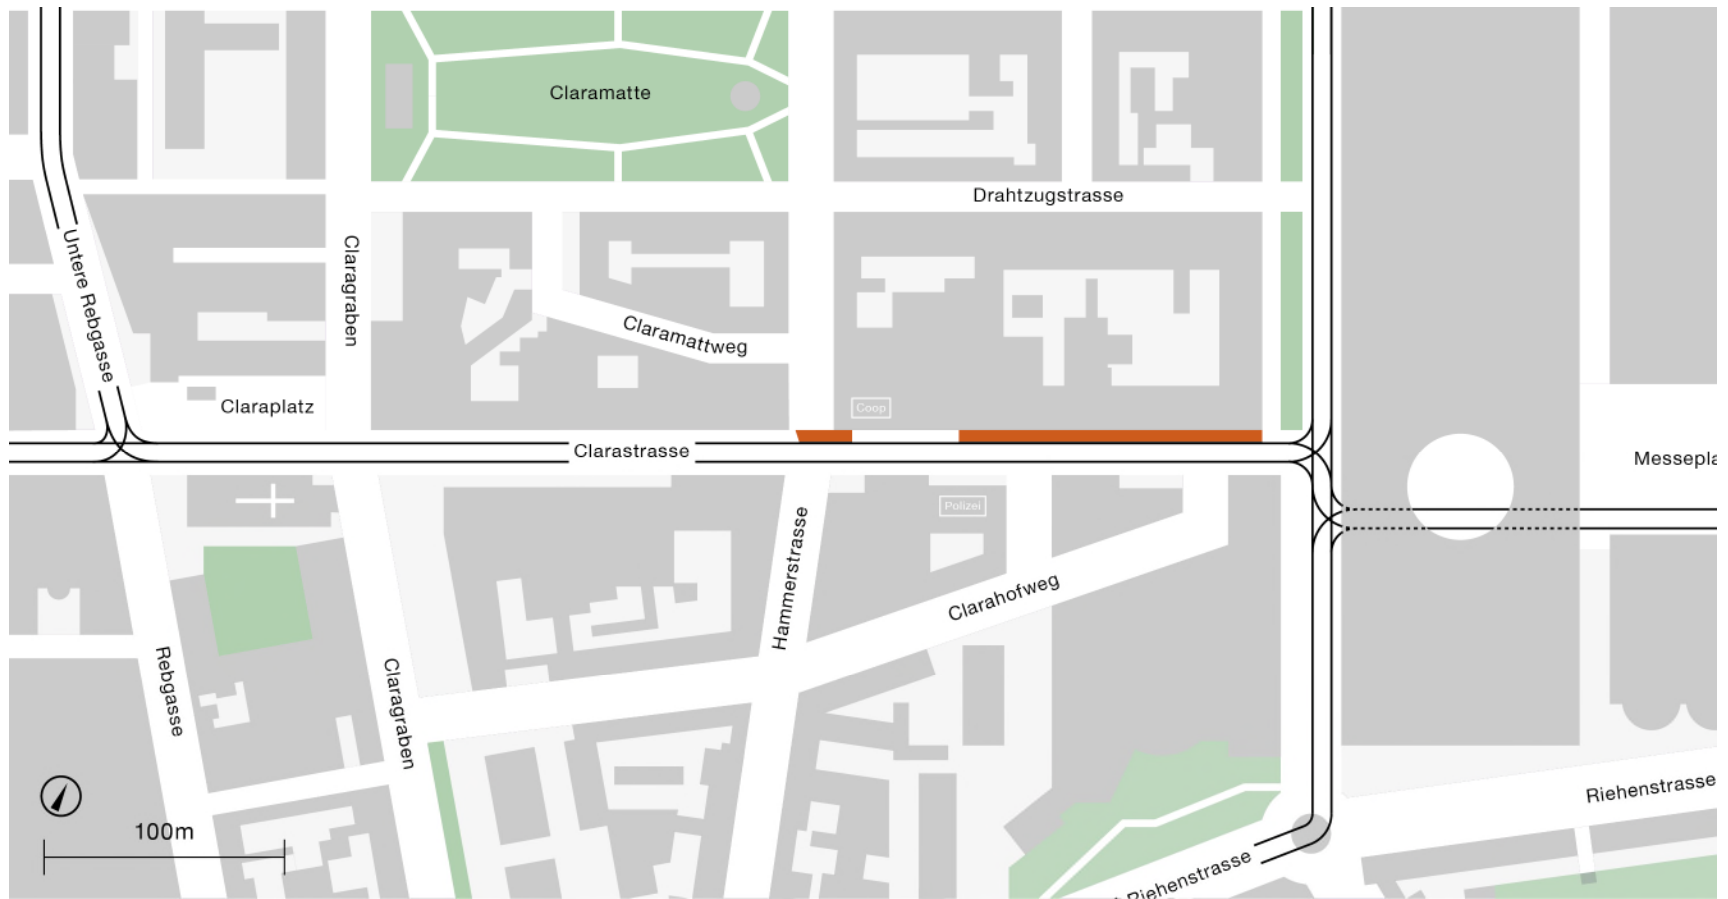 Claramatte
Drahtzugstrasse
Untere Rebgasse
Claragraben
Claramattweg
Claraplatz
Coop
Clarastrasse
Messepla
Polizei
Hammerstrasse
Clarahofweg
Rebgasse
Claragraben
Riehenstrasse
100m
Riehenstrasse